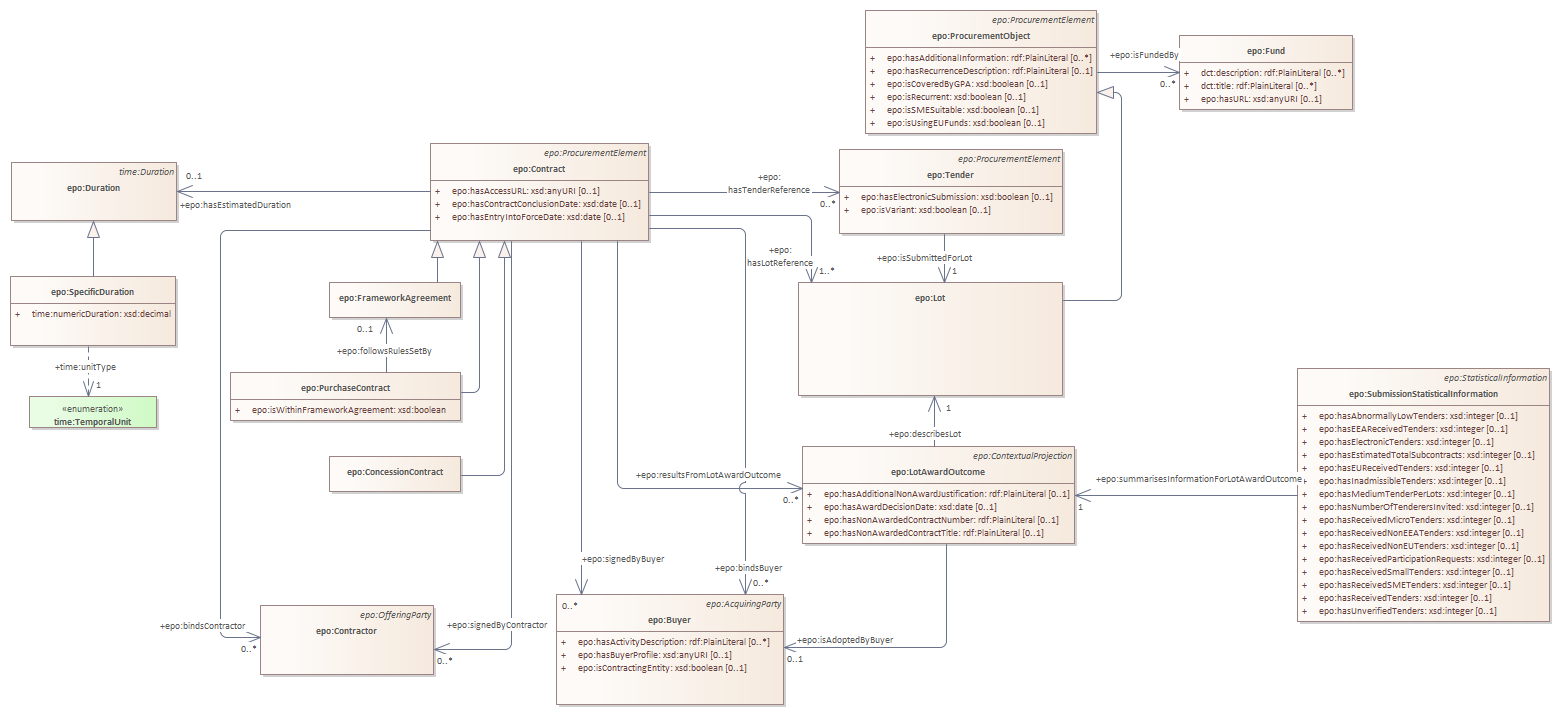 epo:ProcurementElement
epo:ProcurementObject
+ epo:hasAdditionalInformation: rdf:PlainLiteral [0..*]
+ epo:hasRecurrenceDescription: rdf:PlainLiteral [0..1]
+ epo:isCoveredByGPA: xsd:boolean [0..1]
+ epo:isRecurrent: xsd:boolean [0..1]
+ epo:isSMESuitable: xsd:boolean [0..1]
+ epo:isUsingEUFunds: xsd:boolean [0..1]
+epo:isFundedBy
0..*
epo:Fund
+ dct:description: rdf:PlainLiteral [0..*]
+ dct:title: rdf:PlainLiteral [0..*]
+ epo:hasURL: xsd:anyURI [0..1]
time:Duration
epo:Duration
0..1
+epo:hasEstimatedDuration
epo:ProcurementElement
epo:Contract
+ epo:hasAccessURL: xsd:anyURI [0..1]
+ epo:hasContractConclusionDate: xsd:date [0..1]
+ epo:hasEntryIntoForceDate: xsd:date [0..1]
+epo:
hasTenderReference
0..*
epo:ProcurementElement
epo:Tender
+ epo:hasElectronicSubmission: xsd:boolean [0..1]
+ epo:isVariant: xsd:boolean [0..1]
+epo:
hasLotReference
1..*
+epo:isSubmittedForLot
1
epo:Lot
epo:SpecificDuration
+ time:numericDuration: xsd:decimal
+time:unitType
1
«enumeration»
time:TemporalUnit
epo:FrameworkAgreement
0..1
+epo:followsRulesSetBy
epo:PurchaseContract
+ epo:isWithinFrameworkAgreement: xsd:boolean
epo:ConcessionContract
1
+epo:describesLot
+epo:resultsFromLotAwardOutcome
0..*
epo:ContextualProjection
epo:LotAwardOutcome
+ epo:hasAdditionalNonAwardJustification: rdf:PlainLiteral [0..1]
+ epo:hasAwardDecisionDate: xsd:date [0..1]
+ epo:hasNonAwardedContractNumber: rdf:PlainLiteral [0..1]
+ epo:hasNonAwardedContractTitle: rdf:PlainLiteral [0..1]
+epo:summarisesInformationForLotAwardOutcome
1
epo:StatisticalInformation
epo:SubmissionStatisticalInformation
+ epo:hasAbnormallyLowTenders: xsd:integer [0..1]
+ epo:hasEEAReceivedTenders: xsd:integer [0..1]
+ epo:hasElectronicTenders: xsd:integer [0..1]
+ epo:hasEstimatedTotalSubcontracts: xsd:integer [0..1]
+ epo:hasEUReceivedTenders: xsd:integer [0..1]
+ epo:hasInadmissibleTenders: xsd:integer [0..1]
+ epo:hasMediumTenderPerLots: xsd:integer [0..1]
+ epo:hasNumberOfTenderersInvited: xsd:integer [0..1]
+ epo:hasReceivedMicroTenders: xsd:integer [0..1]
+ epo:hasReceivedNonEEATenders: xsd:integer [0..1]
+ epo:hasReceivedNonEUTenders: xsd:integer [0..1]
+ epo:hasReceivedParticipationRequests: xsd:integer [0..1]
+ epo:hasReceivedSmallTenders: xsd:integer [0..1]
+ epo:hasReceivedSMETenders: xsd:integer [0..1]
+ epo:hasReceivedTenders: xsd:integer [0..1]
+ epo:hasUnverifiedTenders: xsd:integer [0..1]
+epo:signedByBuyer
0..*
+epo:bindsBuyer
0..*
epo:AcquiringParty
epo:Buyer
+ epo:hasActivityDescription: rdf:PlainLiteral [0..*]
+ epo:hasBuyerProfile: xsd:anyURI [0..1]
+ epo:isContractingEntity: xsd:boolean [0..1]
+epo:isAdoptedByBuyer
0..1
+epo:bindsContractor
0..*
epo:OfferingParty
epo:Contractor
+epo:signedByContractor
0..*